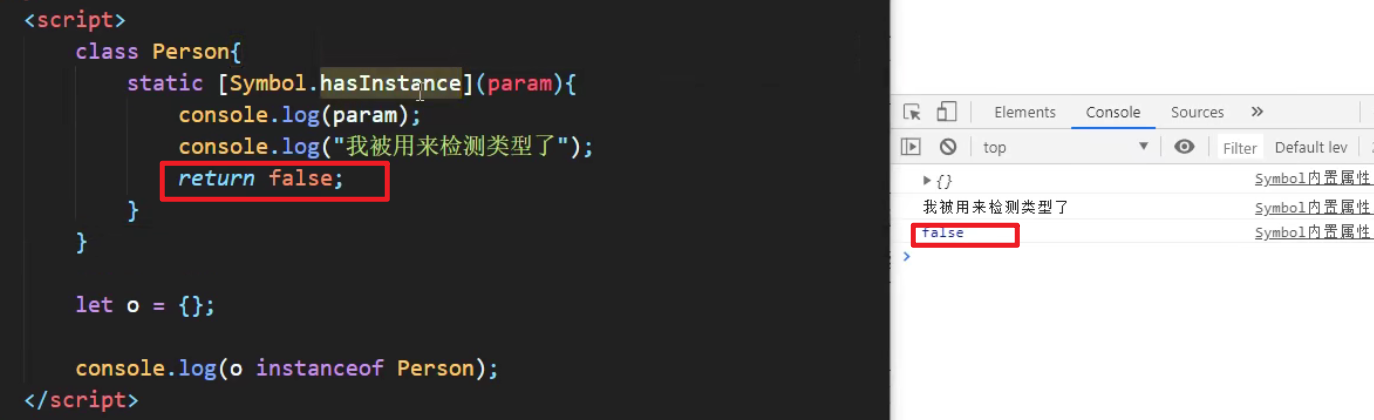 <script>
class Person{
static [Symbol.hasInstance](param){
console.log(param);
console.log("我被用来检测类型了");
return false;
}
}
let o = {};
console.log(o instanceof Person);
</script>
Elements Console Sources »
top ▼ Filter Default lev
▶ {} Symbol内置属性
我被用来检测类型了 Symbol内置属性
false Symbol内置属性
>